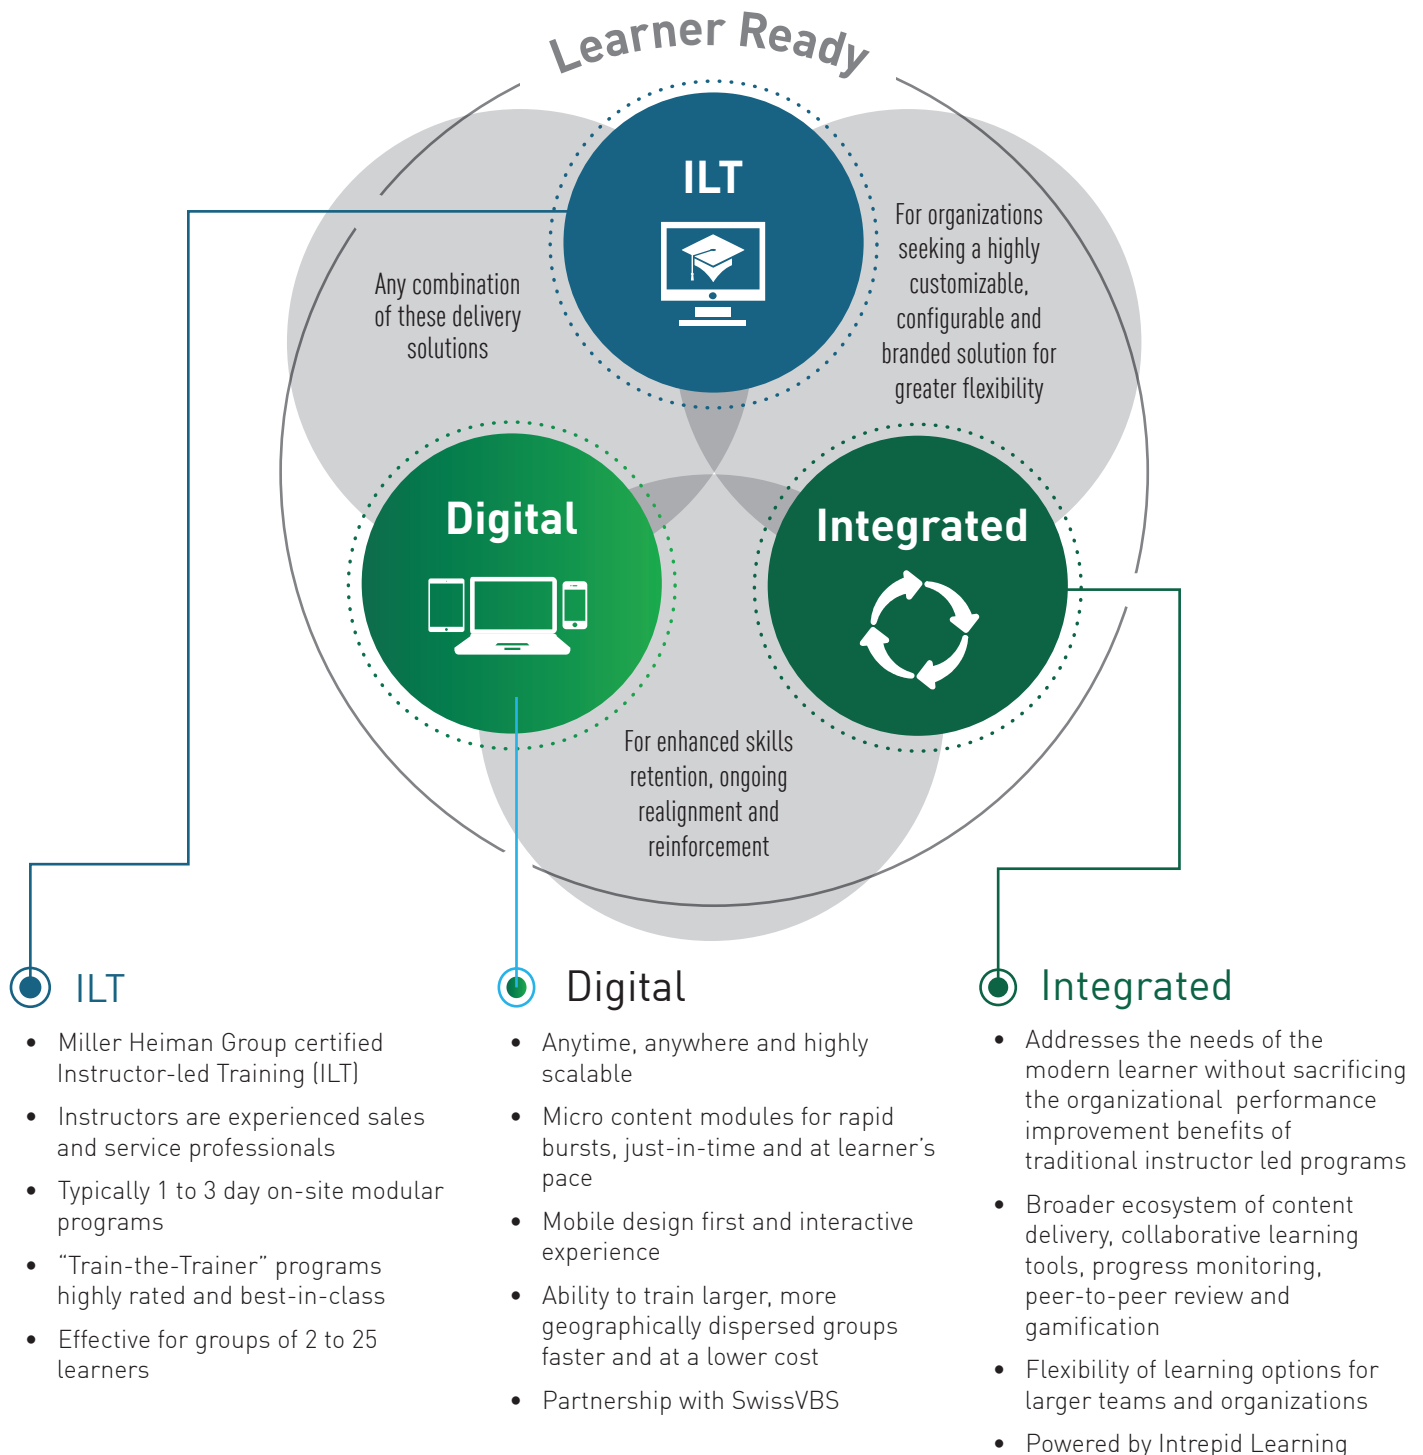 Learner Ready
ILT
Any combination
of these delivery
solutions
For organizations
seeking a highly
customizable,
configurable and
branded solution for
greater flexibility
Digital
Integrated
For enhanced skills
retention, ongoing
realignment and
reinforcement
ILT
• Miller Heiman Group certified
Instructor-led Training (ILT)
• Instructors are experienced sales
and service professionals
• Typically 1 to 3 day on-site modular
programs
• “Train-the-Trainer” programs
highly rated and best-in-class
• Effective for groups of 2 to 25
learners
Digital
• Anytime, anywhere and highly
scalable
• Micro content modules for rapid
bursts, just-in-time and at learner’s
pace
• Mobile design first and interactive
experience
• Ability to train larger, more
geographically dispersed groups
faster and at a lower cost
• Partnership with SwissVBS
Integrated
• Addresses the needs of the
modern learner without sacrificing
the organizational performance
improvement benefits of
traditional instructor led programs
• Broader ecosystem of content
delivery, collaborative learning
tools, progress monitoring,
peer-to-peer review and
gamification
• Flexibility of learning options for
larger teams and organizations
• Powered by Intrepid Learning